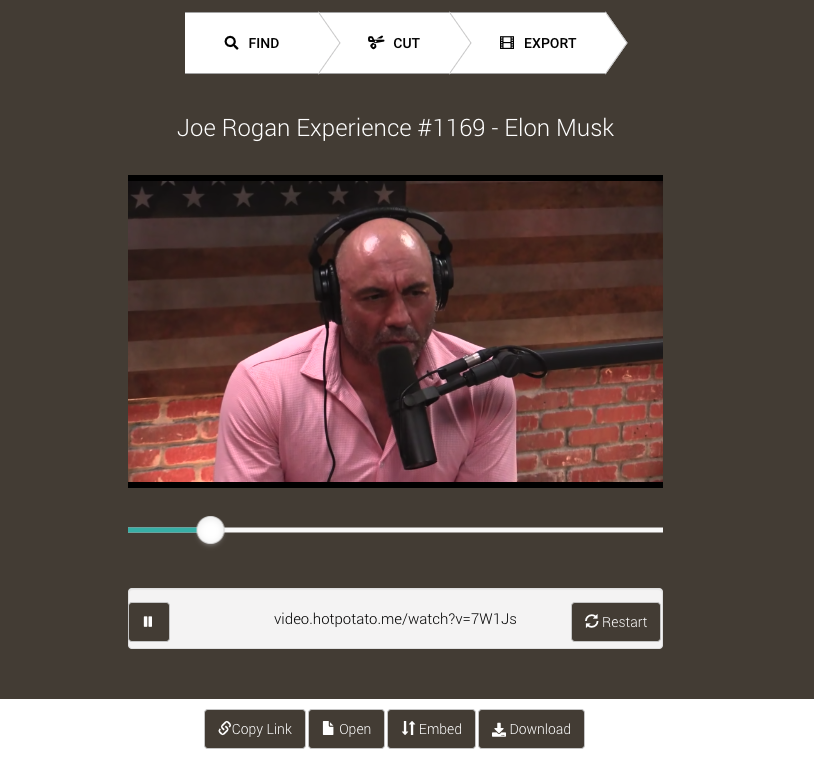 FIND
CUT
EXPORT
Joe Rogan Experience #1169 - Elon Musk
video.hotpotato.me/watch?v=7W1Js
Restart
Copy Link
Open
Embed
Download